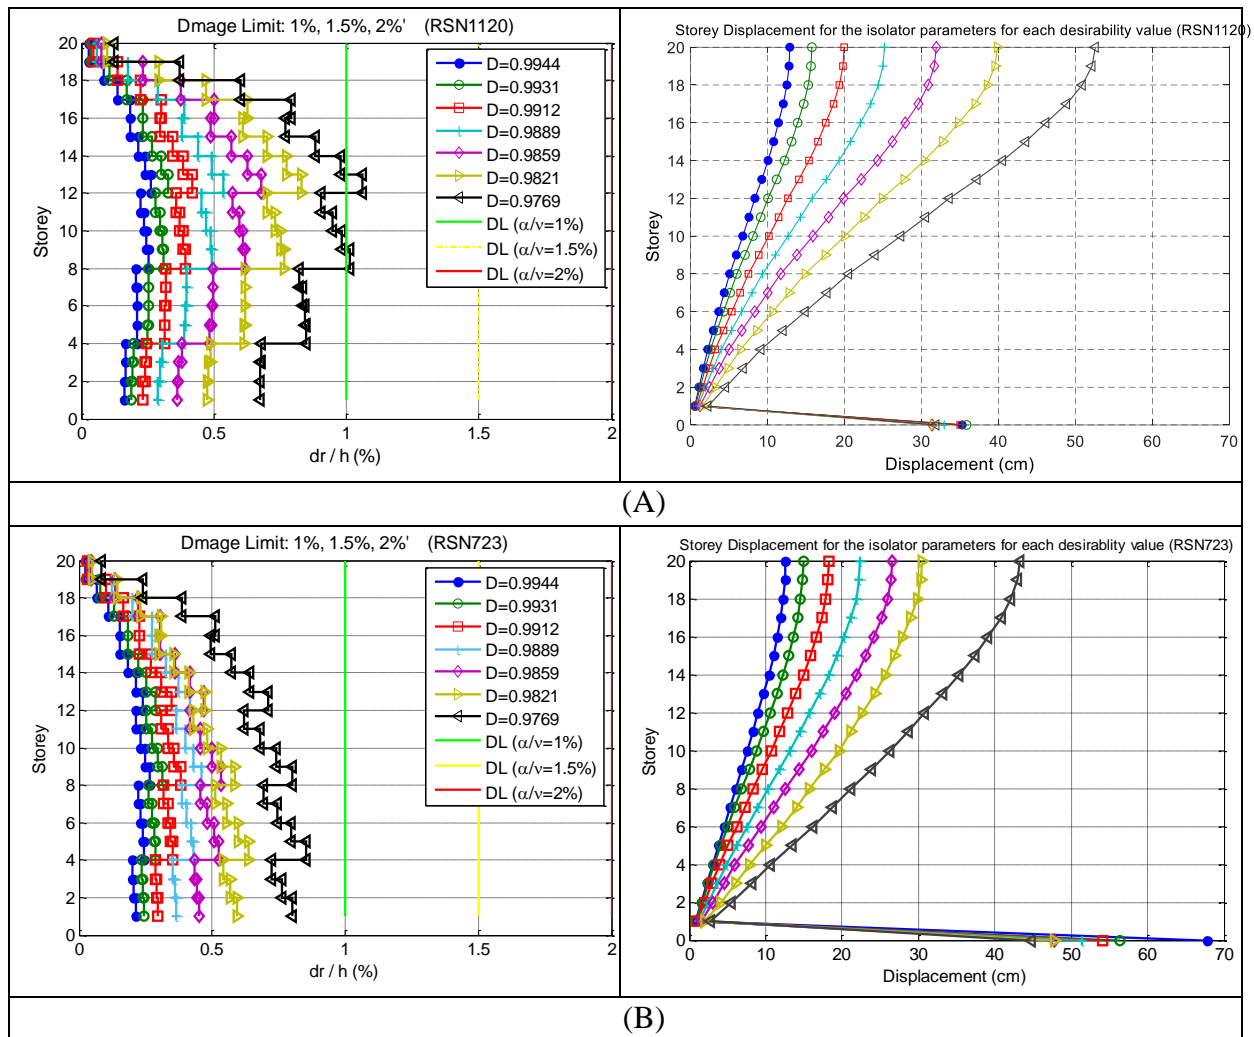 Dmage Limit: 1%, 1.5%, 2%' (RSN1120)
20
18
16
14
12
10
8
6
4
2
0
Storey
0 0.5 1 1.5 2
dr / h (%)
D=0.9944
D=0.9931
D=0.9912
D=0.9889
D=0.9859
D=0.9821
D=0.9769
DL (α/ν=1%)
DL (α/ν=1.5%)
DL (α/ν=2%)
Storey Displacement for the isolator parameters for each desirability value (RSN1120)
20
18
16
14
12
10
8
6
4
2
0
Storey
0 10 20 30 40 50 60 70
Displacement (cm)
(A)
Dmage Limit: 1%, 1.5%, 2%' (RSN723)
20
18
16
14
12
10
8
6
4
2
0
Storey
0 0.5 1 1.5 2
dr / h (%)
D=0.9944
D=0.9931
D=0.9912
D=0.9889
D=0.9859
D=0.9821
D=0.9769
DL (α/ν=1%)
DL (α/ν=1.5%)
DL (α/ν=2%)
Storey Displacement for the isolator parameters for each desirablity value (RSN723)
20
18
16
14
12
10
8
6
4
2
0
Storey
0 10 20 30 40 50 60 70
Displacement (cm)
(B)